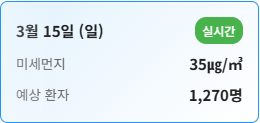 3월 15일 (일) 실시간
미세먼지 35㎍/㎥
예상 환자 1,270명